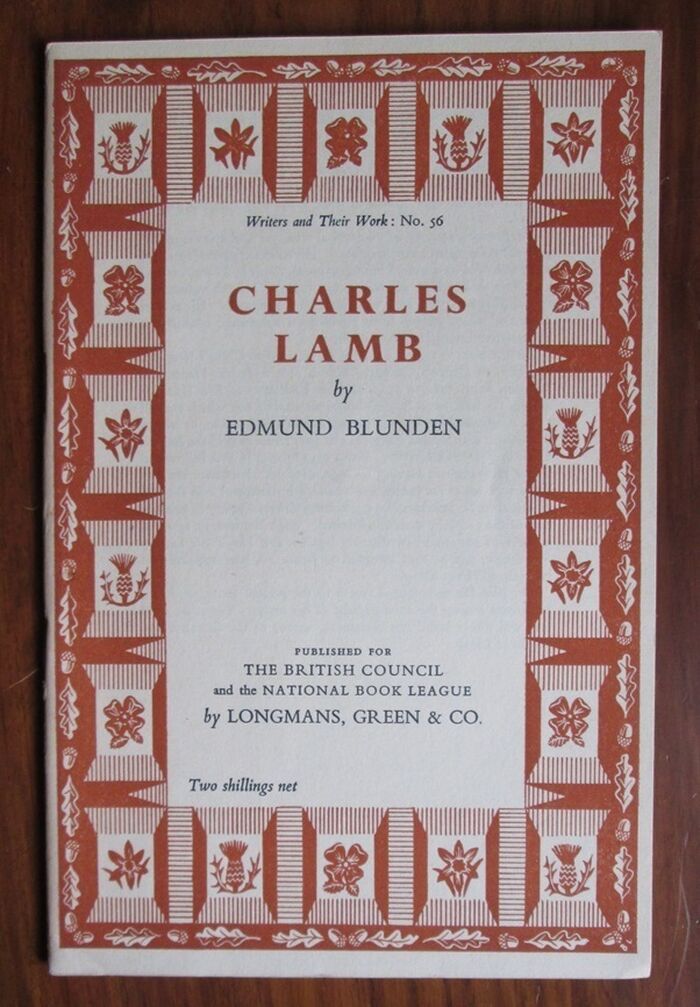 Writers and Their Work: No. 56
CHARLES
LAMB
by
EDMUND BLUNDEN
PUBLISHED FOR
THE BRITISH COUNCIL
and the NATIONAL BOOK LEAGUE
by LONGMANS, GREEN & CO.
Two shillings net